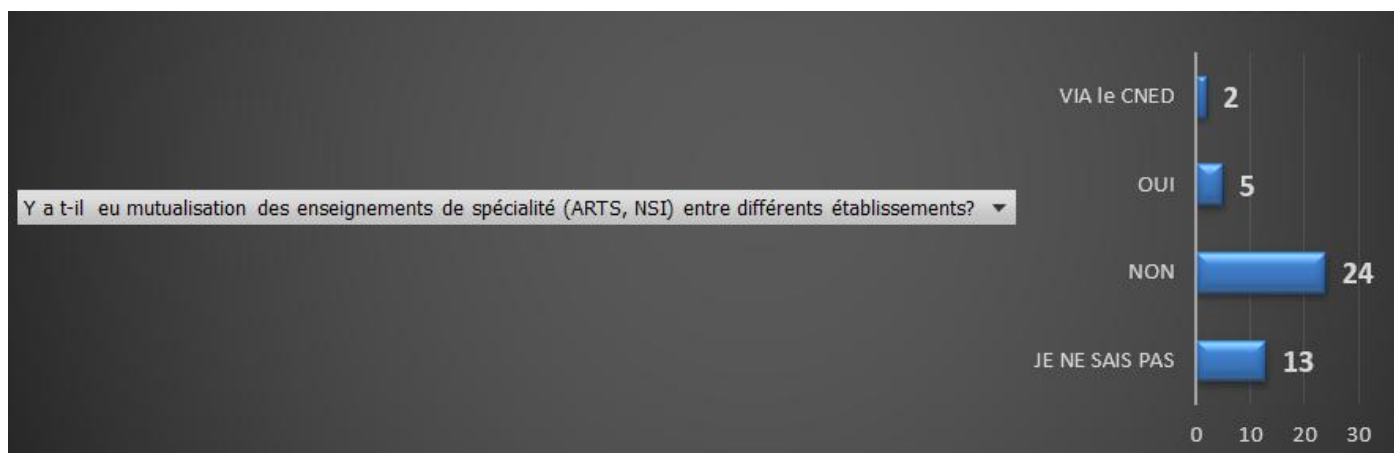 Y a t-il eu mutualisation des enseignements de spécialité (ARTS, NSI) entre différents établissements?
VIA le CNED 2
OUI 5
NON 24
JE NE SAIS PAS 13
0 10 20 30